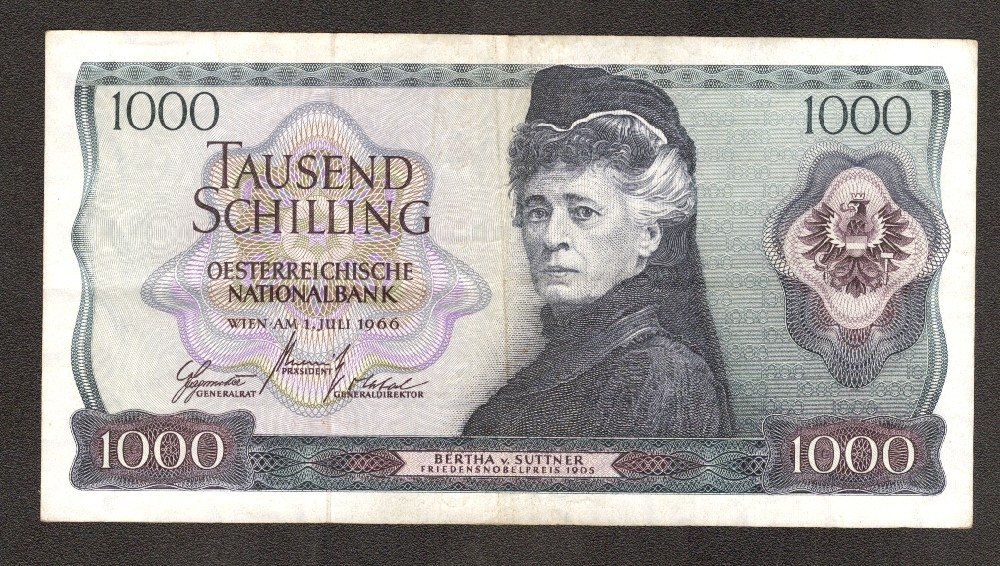 1000
1000
TAUSEND
SCHILLING
OESTERREICHISCHE
NATIONALBANK
WIEN AM 1. JULI 1966
GENERALRAT
PRÄSIDENT
GENERALDIREKTOR
1000
BERTHA v. SUTTNER
FRIEDENSNOBELPREIS 1905
1000